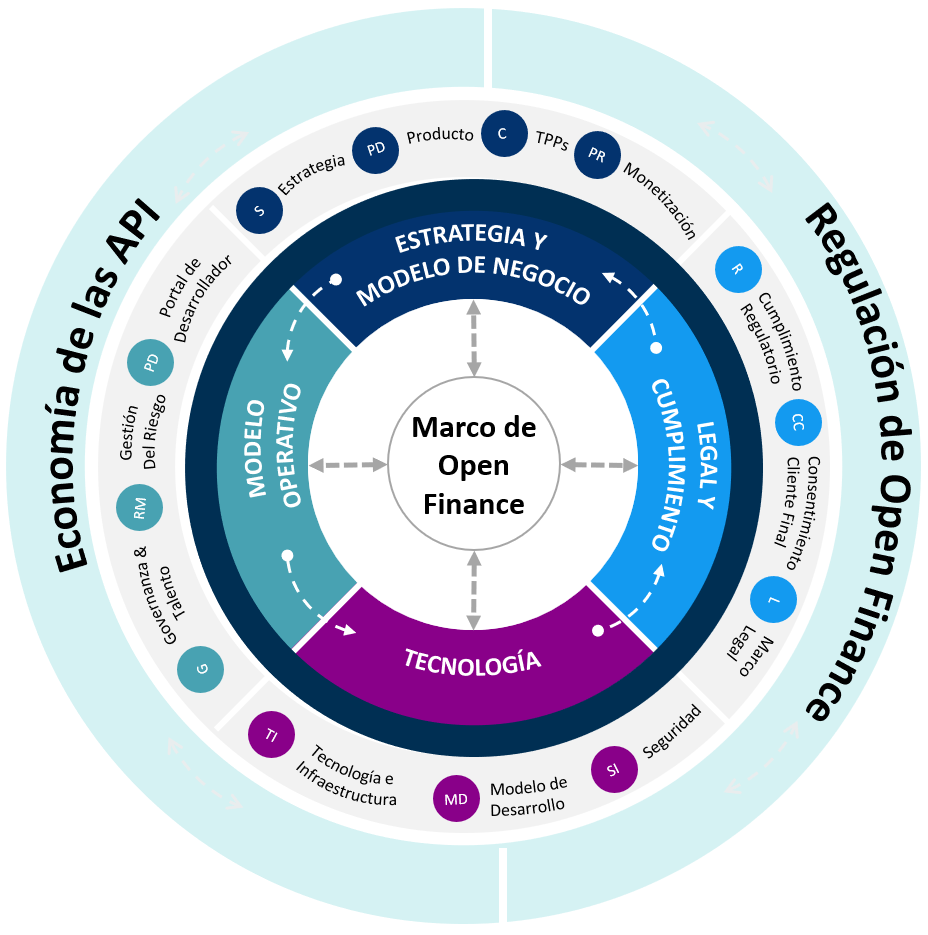 Economía de las API
Regulación de Open Finance
S
Estrategia
PD
Producto
C
TPPs
PR
Monetización
R
Cumplimiento
Regulatorio
CC
Consentimiento
Cliente Final
L
Marco
Legal
SI
Seguridad
MD
Modelo de
Desarrollo
TI
Tecnología e
Infraestructura
G
Governanza &
Talento
RM
Gestión
Del Riesgo
PD
Portal de
Desarrollador
ESTRATEGIA Y
MODELO DE NEGOCIO
LEGAL Y
CUMPLIMIENTO
TECNOLOGÍA
MODELO
OPERATIVO
Marco de
Open
Finance